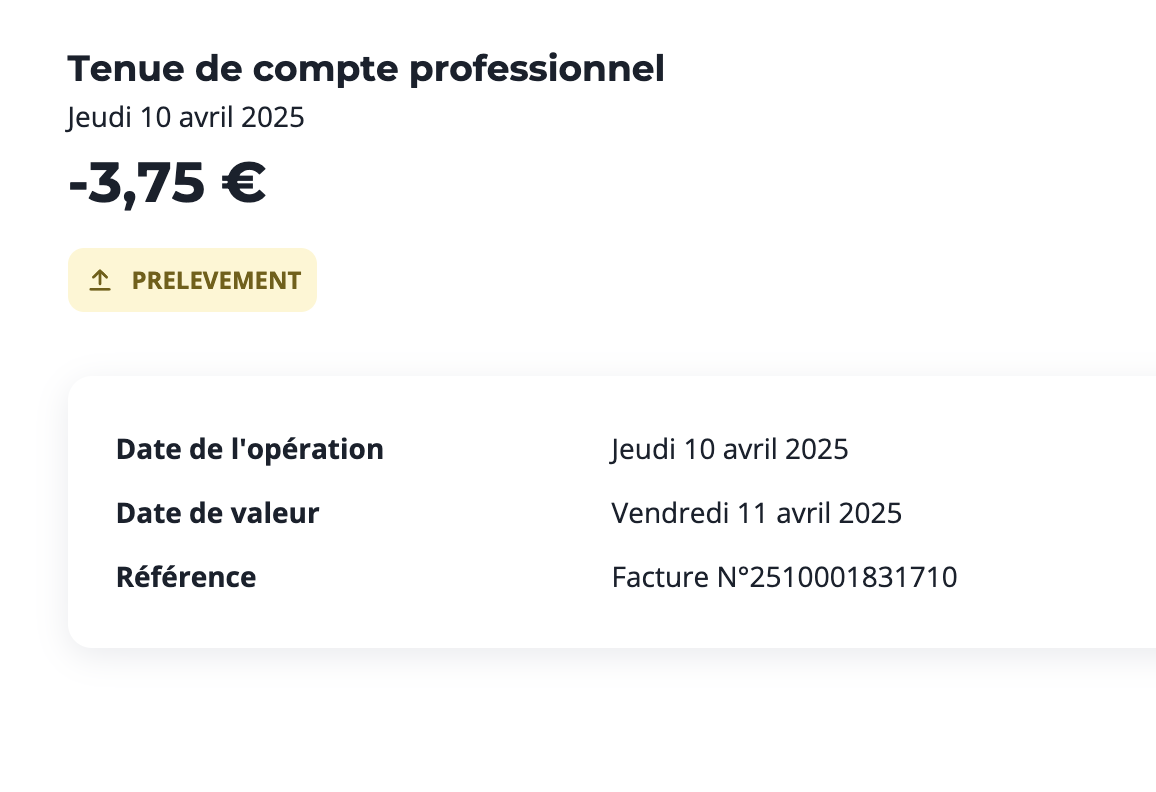 Tenue de compte professionnel
Jeudi 10 avril 2025
-3,75 €
PRELEVEMENT
Date de l'opération Jeudi 10 avril 2025
Date de valeur Vendredi 11 avril 2025
Référence Facture N°2510001831710